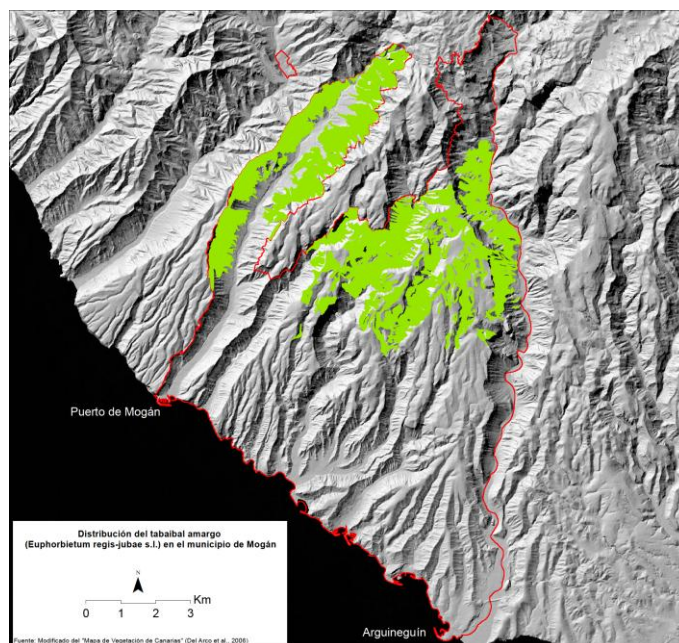 Puerto de Mogán
Distribución del tabaibal amargo
(Euphorbietum regis-jubae s.l.) en el municipio de Mogán
N
Km
0 1 2 3
Fuente: Modificado del "Mapa de Vegetación de Canarias" (Del Arco et al., 2006)
Arguineguín